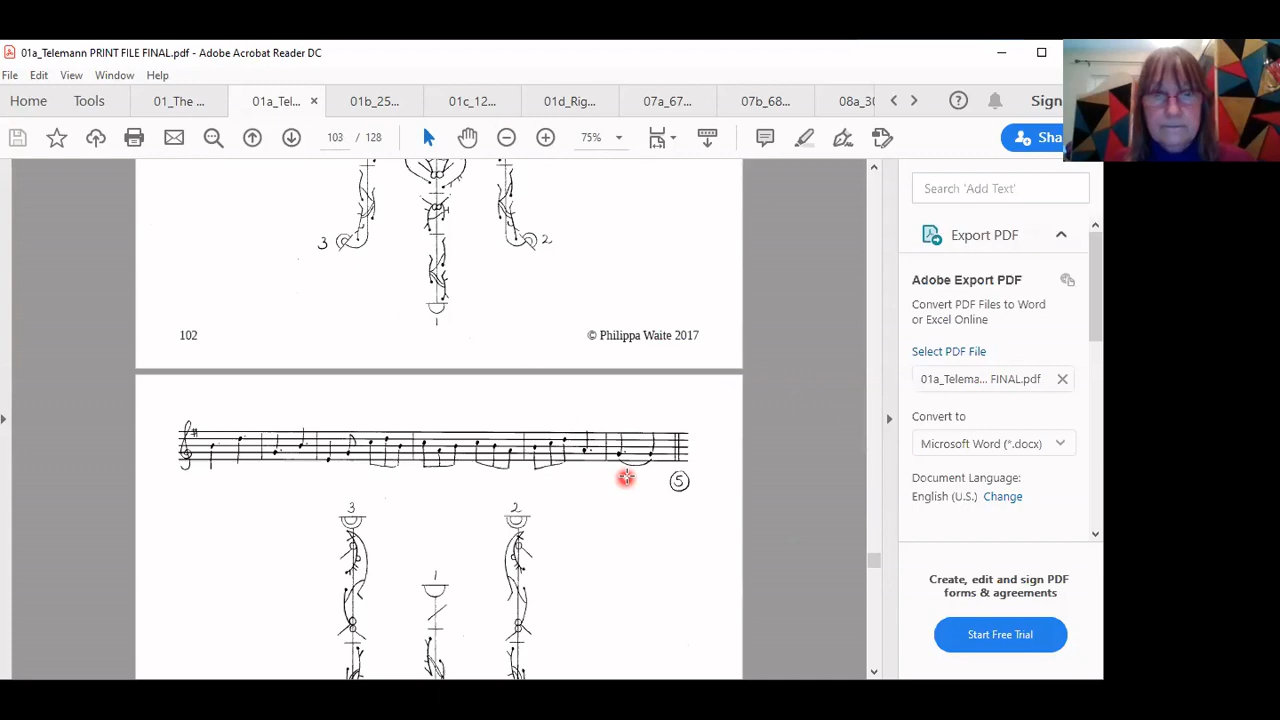 01a_Telemann PRINT FILE FINAL.pdf - Adobe Acrobat Reader DC
File Edit View Window Help
Home Tools 01_The ... 01a_Tel... 01b_25... 01c_12... 01d_Rig... 07a_67... 07b_68... 08a_30 Sign
103 / 128 75% Sha
3 2
1
102 © Philippa Waite 2017
5
3 2
1
Search 'Add Text'
Export PDF
Adobe Export PDF
Convert PDF Files to Word
or Excel Online
Select PDF File
01a_Telema... FINAL.pdf
Convert to
Microsoft Word (*.docx)
Document Language:
English (U.S.) Change
Create, edit and sign PDF
forms & agreements
Start Free Trial